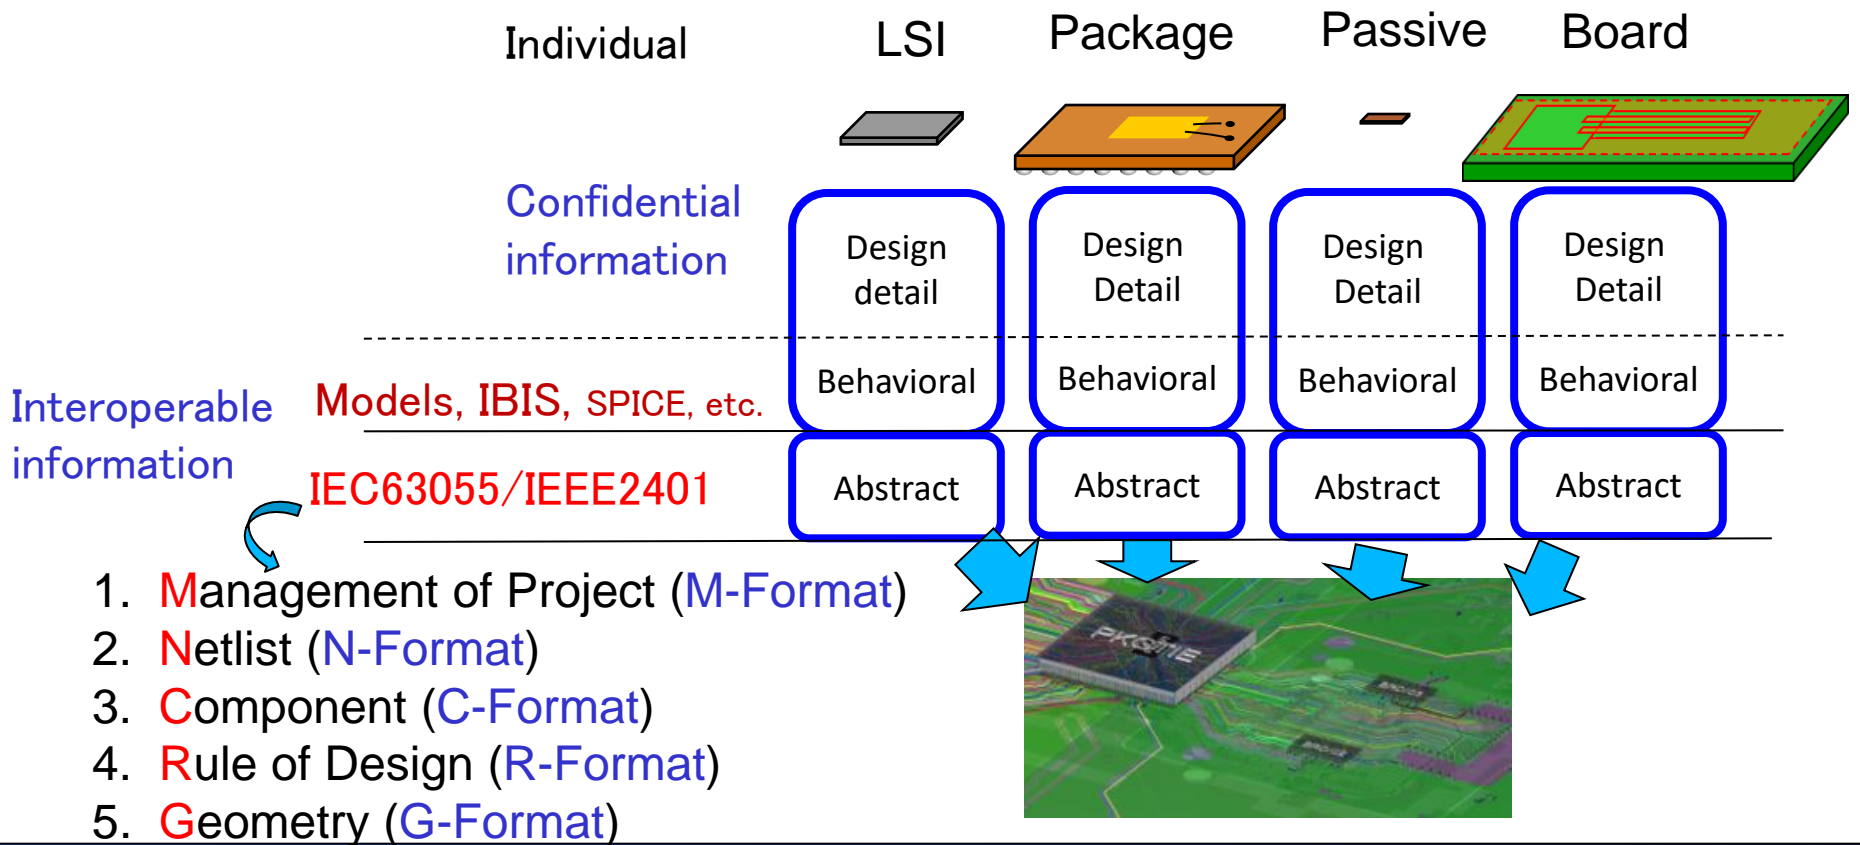 Individual LSI Package Passive Board
Confidential
information
Design
detail
Design
Detail
Design
Detail
Design
Detail
Interoperable
information
Models, IBIS, SPICE, etc.
Behavioral Behavioral Behavioral Behavioral
IEC63055/IEEE2401
Abstract Abstract Abstract Abstract
1. Management of Project (M-Format)
2. Netlist (N-Format)
3. Component (C-Format)
4. Rule of Design (R-Format)
5. Geometry (G-Format)